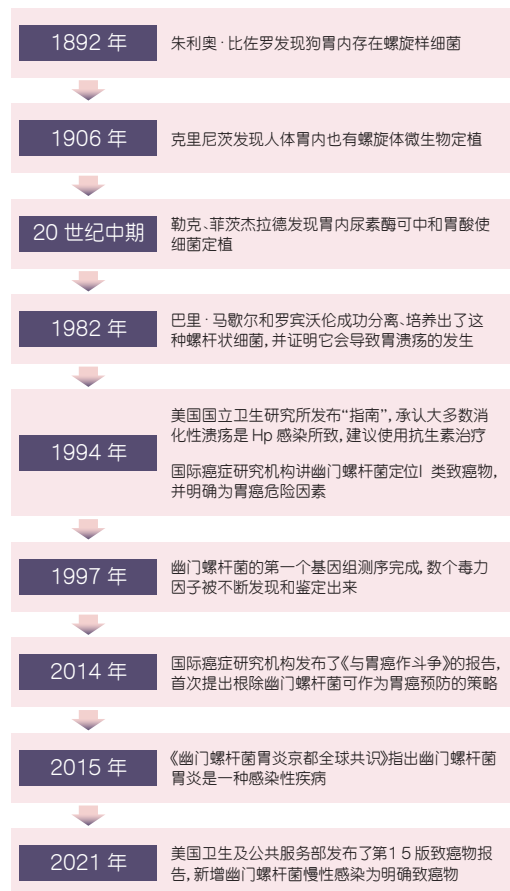 1892 年
朱利奥·比佐罗发现狗胃内存在螺旋样细菌
1906 年
克里尼茨发现人体胃内也有螺旋体微生物定植
20 世纪中期
勒克、菲茨杰拉德发现胃内尿素酶可中和胃酸使
细菌定植
1982 年
巴里·马歇尔和罗宾沃伦成功分离、培养出了这
种螺杆状细菌,并证明它会导致胃溃疡的发生
1994 年
美国国立卫生研究所发布“指南”,承认大多数消
化性溃疡是 Hp 感染所致,建议使用抗生素治疗
国际癌症研究机构讲幽门螺杆菌定位I 类致癌物,
并明确为胃癌危险因素
1997 年
幽门螺杆菌的第一个基因组测序完成,数个毒力
因子被不断发现和鉴定出来
2014 年
国际癌症研究机构发布了《与胃癌作斗争》的报告,
首次提出根除幽门螺杆菌可作为胃癌预防的策略
2015 年
《幽门螺杆菌胃炎京都全球共识》指出幽门螺杆菌
胃炎是一种感染性疾病
2021 年
美国卫生及公共服务部发布了第15 版致癌物报
告,新增幽门螺杆菌慢性感染为明确致癌物